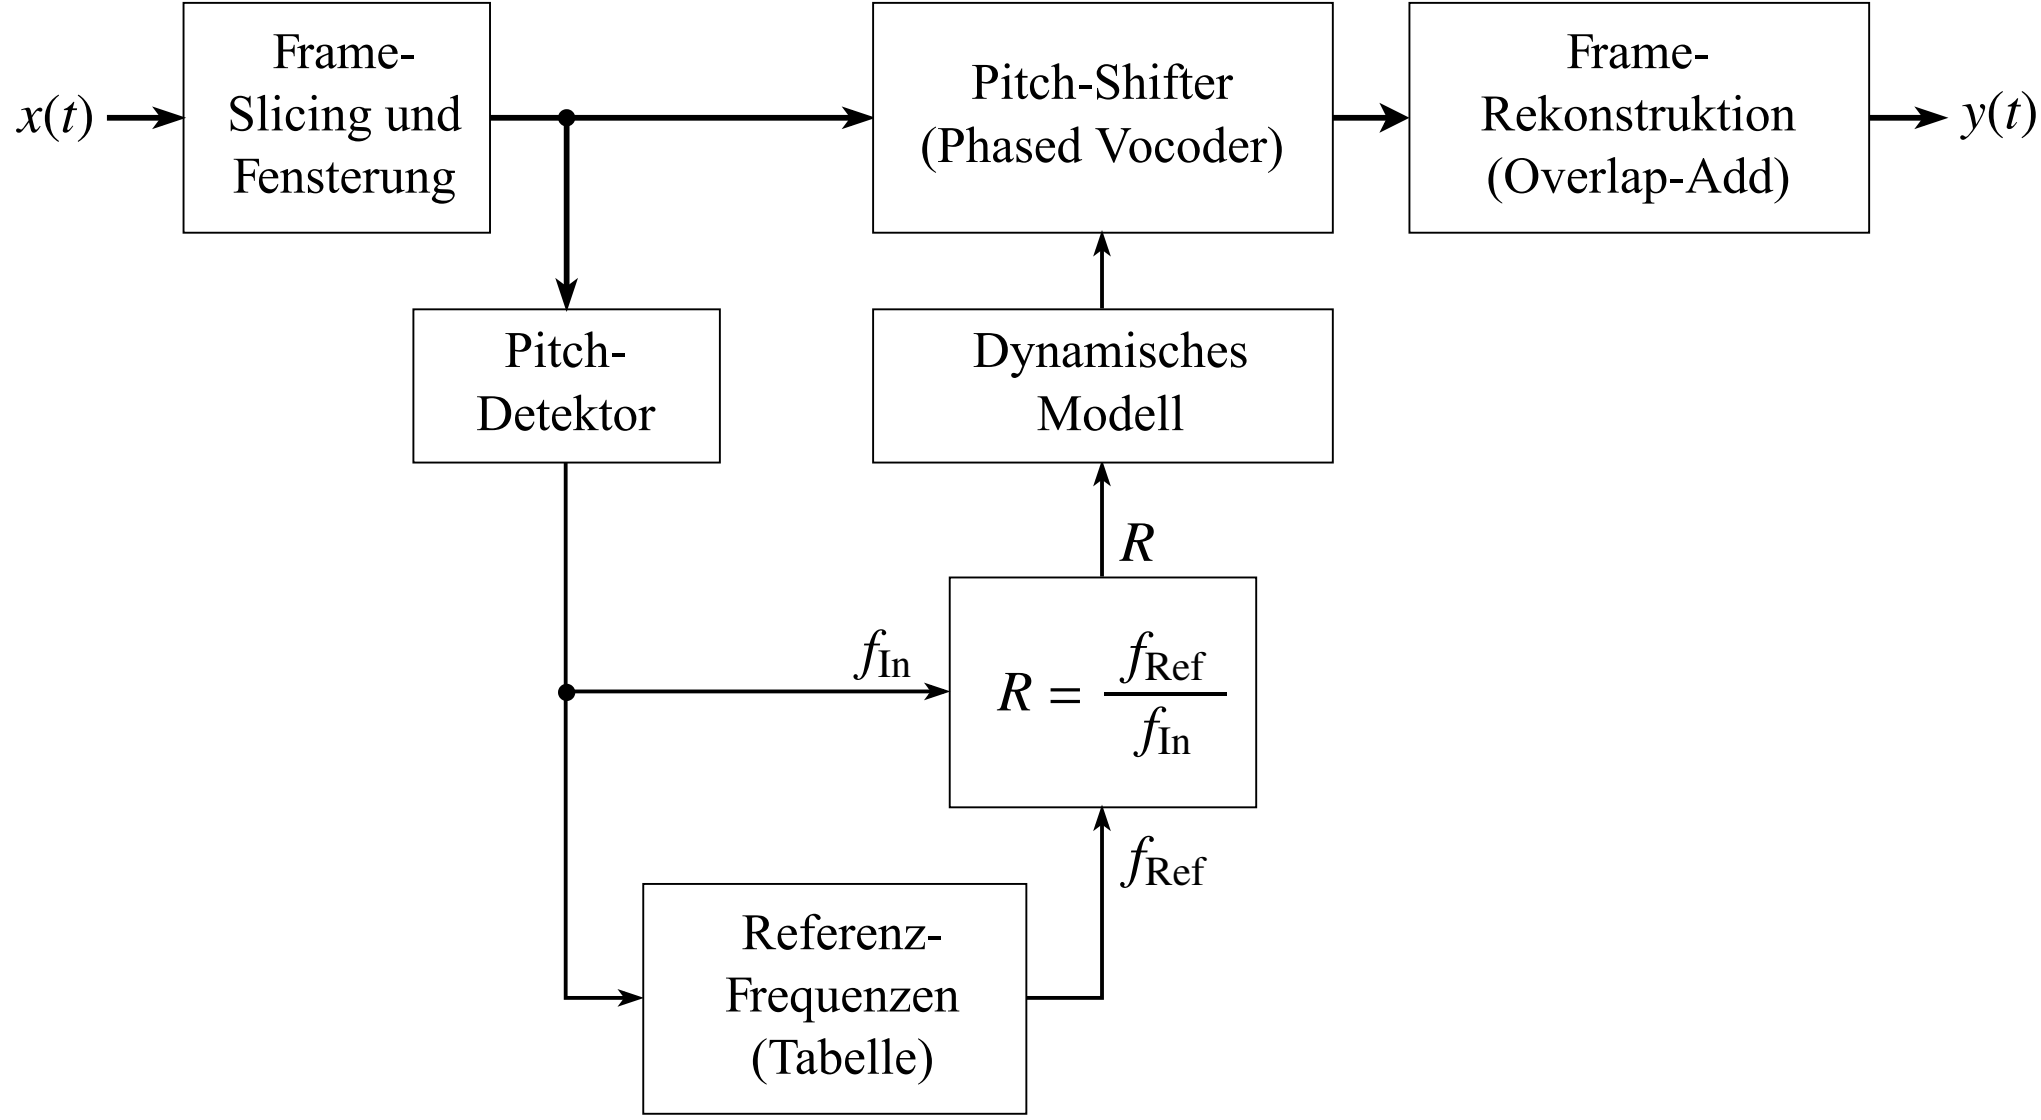 x(t)
Frame-
Slicing und
Fensterung
Pitch-Shifter
(Phased Vocoder)
Frame-
Rekonstruktion
(Overlap-Add)
y(t)
Pitch-
Detektor
Dynamisches
Modell
R
f_In
R = f_Ref / f_In
f_Ref
Referenz-
Frequenzen
(Tabelle)